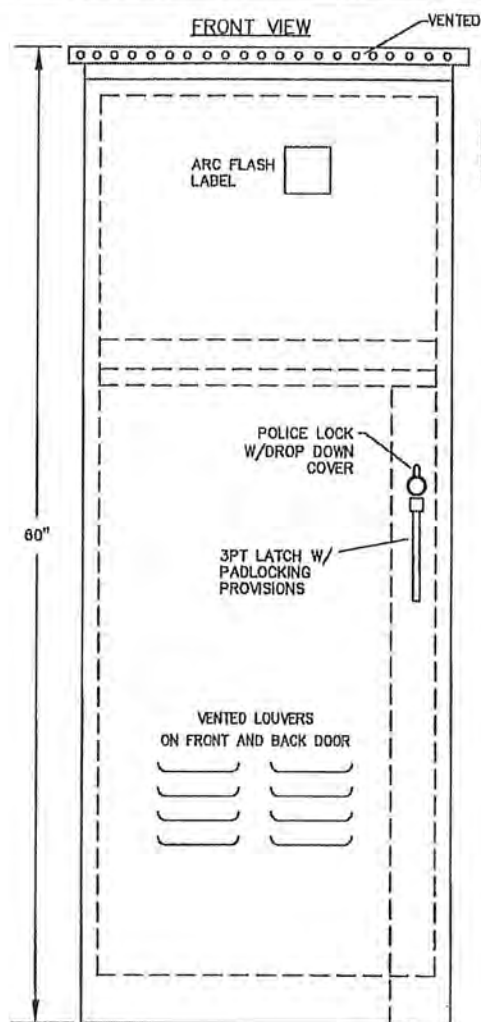 FRONT VIEW
VENTED
ARC FLASH
LABEL
POLICE LOCK
W/DROP DOWN
COVER
60"
3PT LATCH W/
PADLOCKING
PROVISIONS
VENTED LOUVERS
ON FRONT AND BACK DOOR